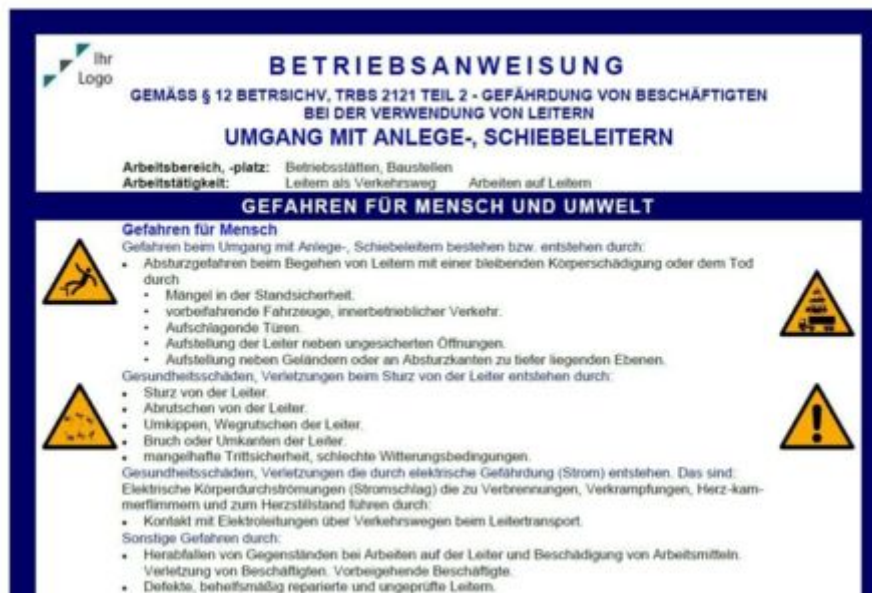 Ihr
Logo
BETRIEBSANWEISUNG
GEMÄSS § 12 BETRSICHV, TRBS 2121 TEIL 2 - GEFÄHRDUNG VON BESCHÄFTIGTEN
BEI DER VERWENDUNG VON LEITERN
UMGANG MIT ANLEGE-, SCHIEBELEITERN
Arbeitsbereich, -platz: Betriebsstätten, Baustellen
Arbeitstätigkeit: Leitern als Verkehrsweg Arbeiten auf Leitern
GEFAHREN FÜR MENSCH UND UMWELT
Gefahren für Mensch
Gefahren beim Umgang mit Anlege-, Schiebeleitern bestehen bzw. entstehen durch:
• Absturzgefahren beim Begehen von Leitern mit einer bleibenden Körperschädigung oder dem Tod
durch
• Mängel in der Standsicherheit.
• vorbeifahrende Fahrzeuge, innerbetrieblicher Verkehr.
• Aufschlagende Türen.
• Aufstellung der Leiter neben ungesicherten Öffnungen.
• Aufstellung neben Geländern oder an Absturzkanten zu tiefer liegenden Ebenen.
Gesundheitsschäden, Verletzungen beim Sturz von der Leiter entstehen durch:
• Sturz von der Leiter.
• Abrutschen von der Leiter.
• Umkippen, Wegrutschen der Leiter.
• Bruch oder Umkanten der Leiter.
• mangelhafte Trittsicherheit, schlechte Witterungsbedingungen.
Gesundheitsschäden, Verletzungen die durch elektrische Gefährdung (Strom) entstehen. Das sind:
Elektrische Körperdurchströmungen (Stromschlag) die zu Verbrennungen, Verkrampfungen, Herz-kam-
merflimmern und zum Herzstillstand führen durch:
• Kontakt mit Elektroleitungen über Verkehrswegen beim Leitertransport.
Sonstige Gefahren durch:
• Herabfallen von Gegenständen bei Arbeiten auf der Leiter und Beschädigung von Arbeitsmitteln.
Verletzung von Beschäftigten. Vorbeigehende Beschäftigte.
• Defekte, behelfsmäßig reparierte und ungeprüfte Leitern.